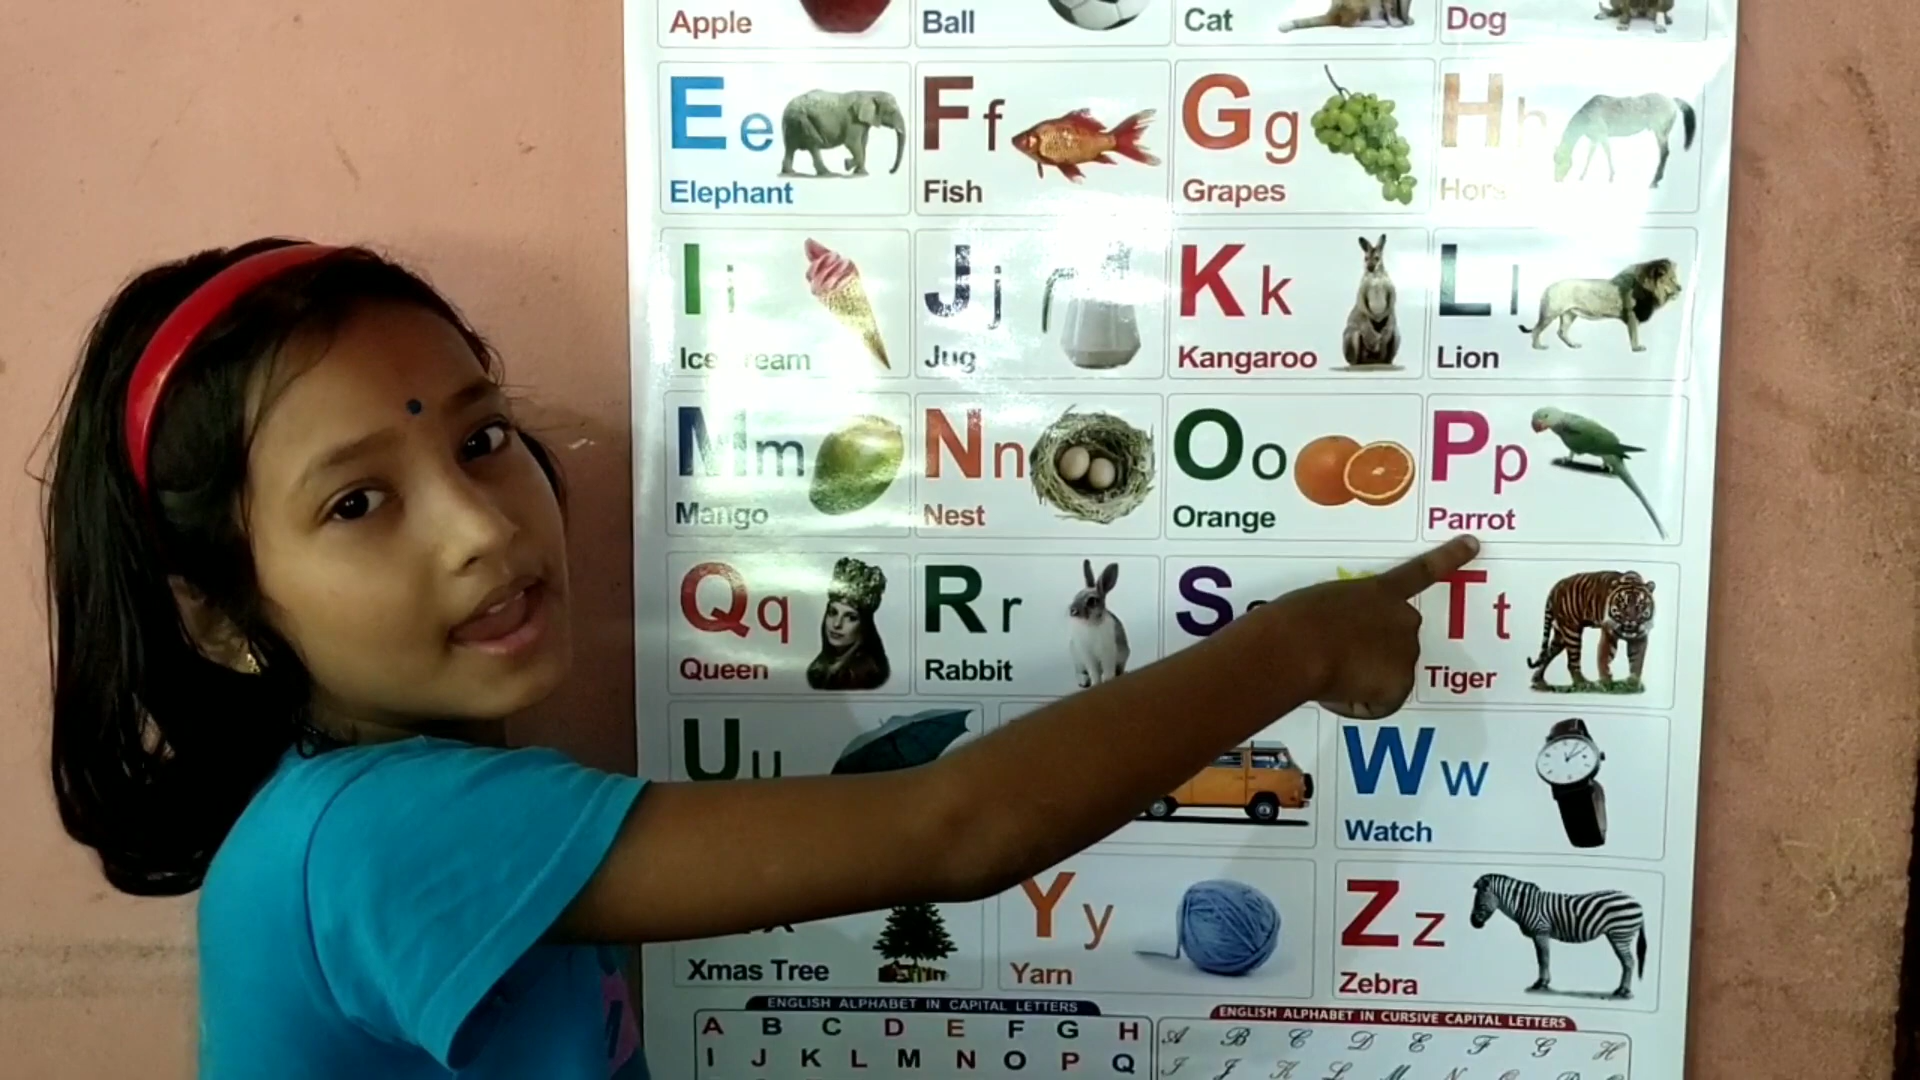 Apple Ball Cat Dog
E e F f G g H h
Elephant Fish Grapes
I i J j K k L l
Jug Kangaroo Lion
M m N n O o P p
Mango Nest Orange Parrot
Q q R r S T t
Queen Rabbit Tiger
U u W w
Watch
Y y Z z
Xmas Tree Yarn Zebra
ENGLISH ALPHABET IN CAPITAL LETTERS ENGLISH ALPHABET IN CURSIVE CAPITAL LETTERS
A B C D E F G H A B C D E F G H
I J K L M N O P Q I J K L M N